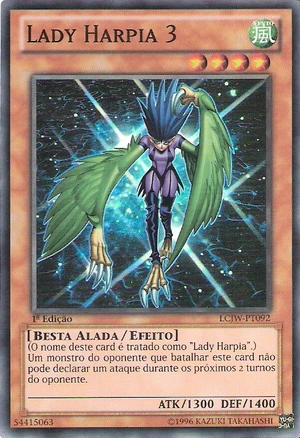 LADY HARPIA 3
VENTO
風
1ª Edição
LCJW-PT092
[BESTA ALADA/EFEITO]
(O nome deste card é tratado como "Lady Harpia".)
Um monstro do oponente que batalhar este card não
pode declarar um ataque durante os próximos 2 turnos
do oponente.
ATK/1300 DEF/1400
54415063
©1996 KAZUKI TAKAHASHI